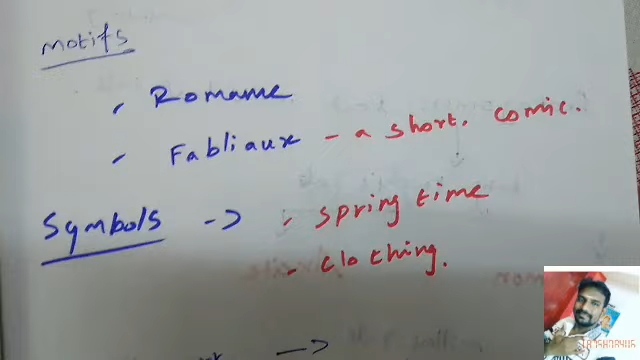 Motifs
, Romame
, Fabliaux – a short. comic.
Symbols -> , Spring time
- clothing.
-->